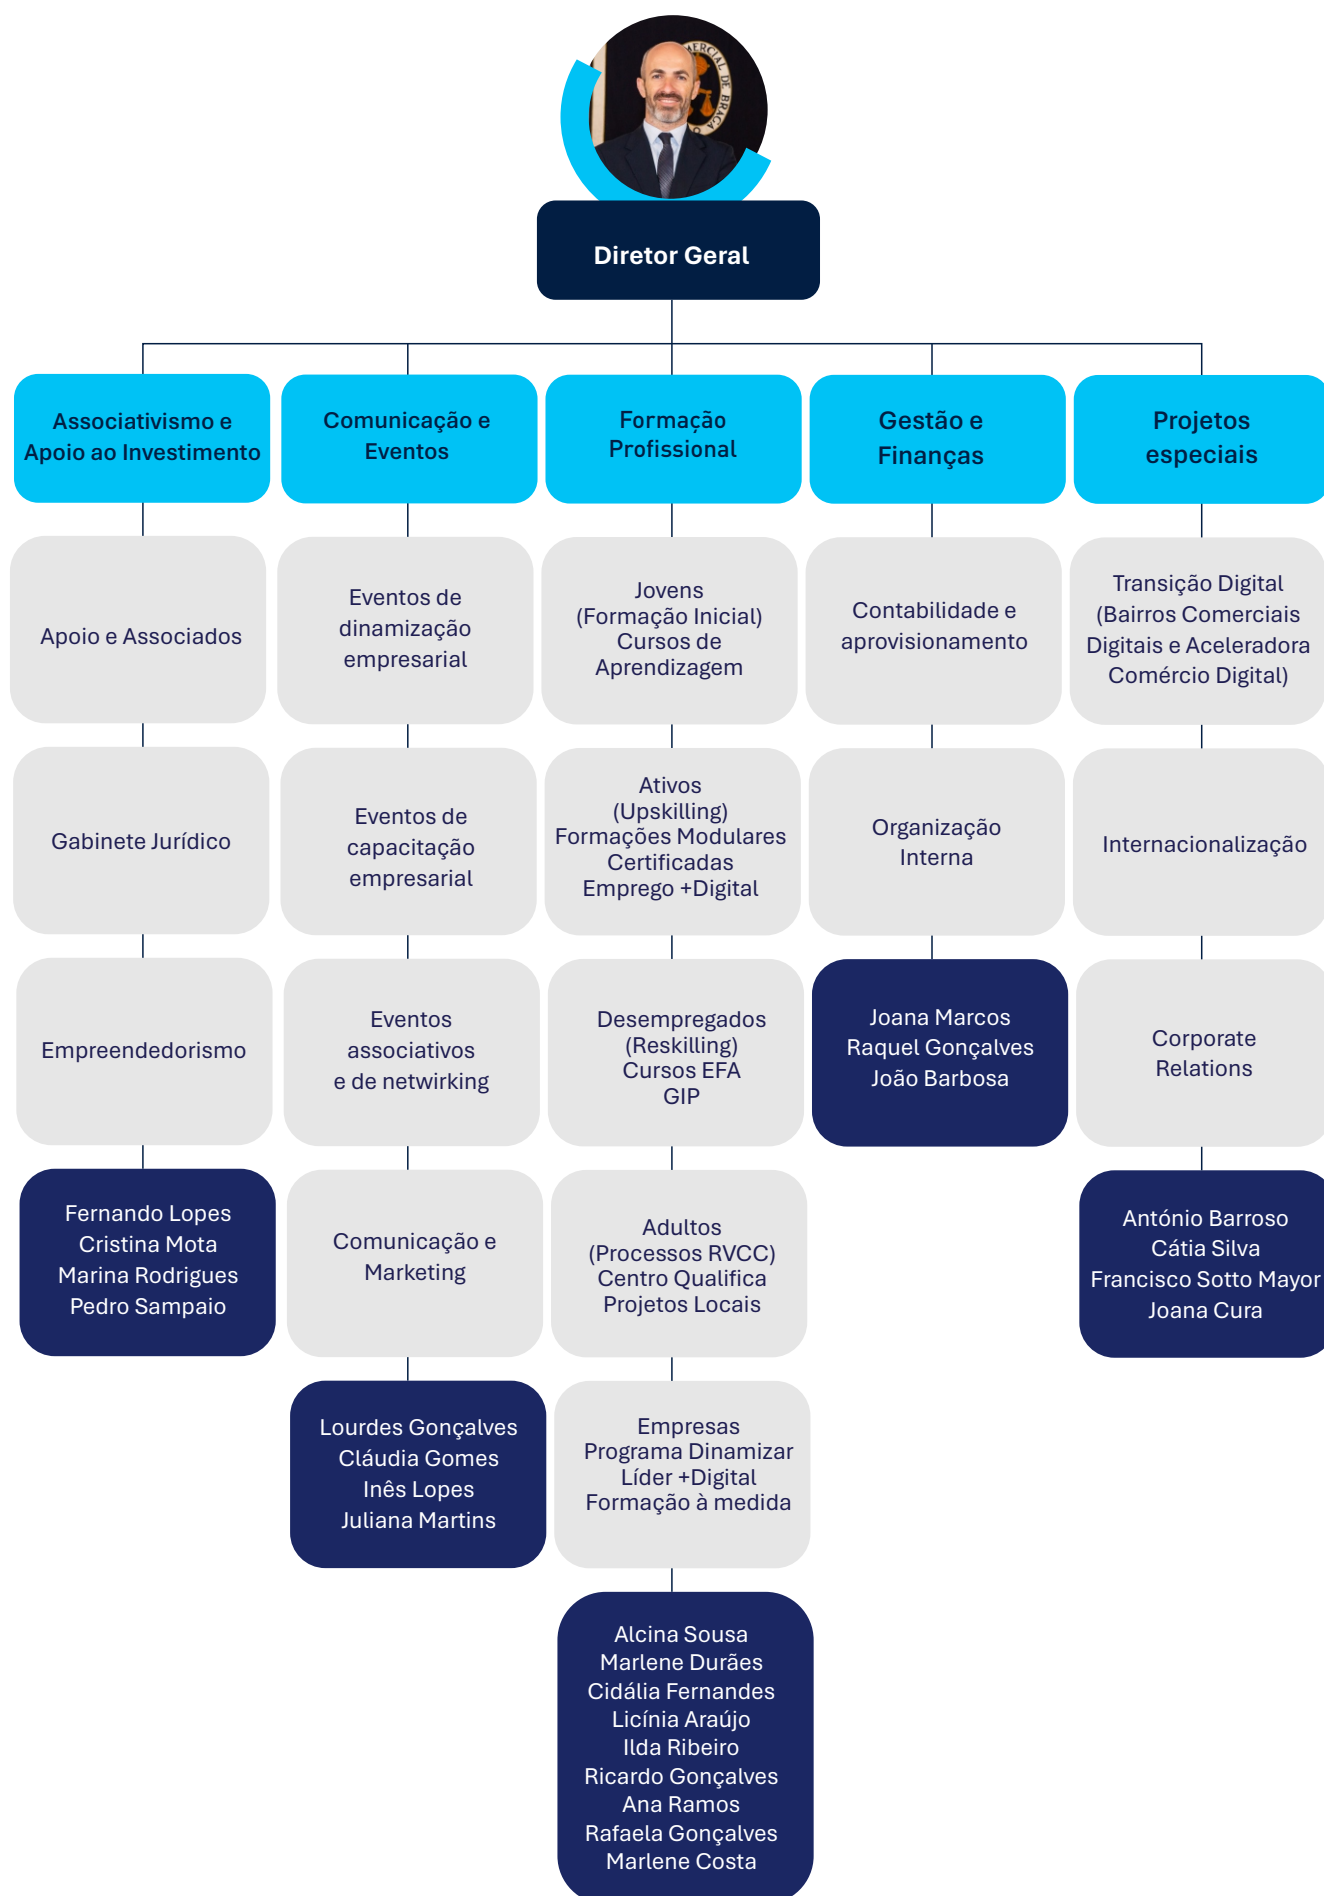 MERCIAL DE BRAGA
Diretor Geral
Associativismo e
Apoio ao Investimento
Comunicação e
Eventos
Formação
Profissional
Gestão e
Finanças
Projetos
especiais
Apoio e Associados
Gabinete Jurídico
Empreendedorismo
Fernando Lopes
Cristina Mota
Marina Rodrigues
Pedro Sampaio
Eventos de
dinamização
empresarial
Eventos de
capacitação
empresarial
Eventos
associativos
e de netwirking
Comunicação e
Marketing
Lourdes Gonçalves
Cláudia Gomes
Inês Lopes
Juliana Martins
Jovens
(Formação Inicial)
Cursos de
Aprendizagem
Ativos
(Upskilling)
Formações Modulares
Certificadas
Emprego +Digital
Desempregados
(Reskilling)
Cursos EFA
GIP
Adultos
(Processos RVCC)
Centro Qualifica
Projetos Locais
Empresas
Programa Dinamizar
Líder +Digital
Formação à medida
Alcina Sousa
Marlene Durães
Cidália Fernandes
Licínia Araújo
Ilda Ribeiro
Ricardo Gonçalves
Ana Ramos
Rafaela Gonçalves
Marlene Costa
Contabilidade e
aprovisionamento
Organização
Interna
Joana Marcos
Raquel Gonçalves
João Barbosa
Transição Digital
(Bairros Comerciais
Digitais e Aceleradora
Comércio Digital)
Internacionalização
Corporate
Relations
António Barroso
Cátia Silva
Francisco Sotto Mayor
Joana Cura